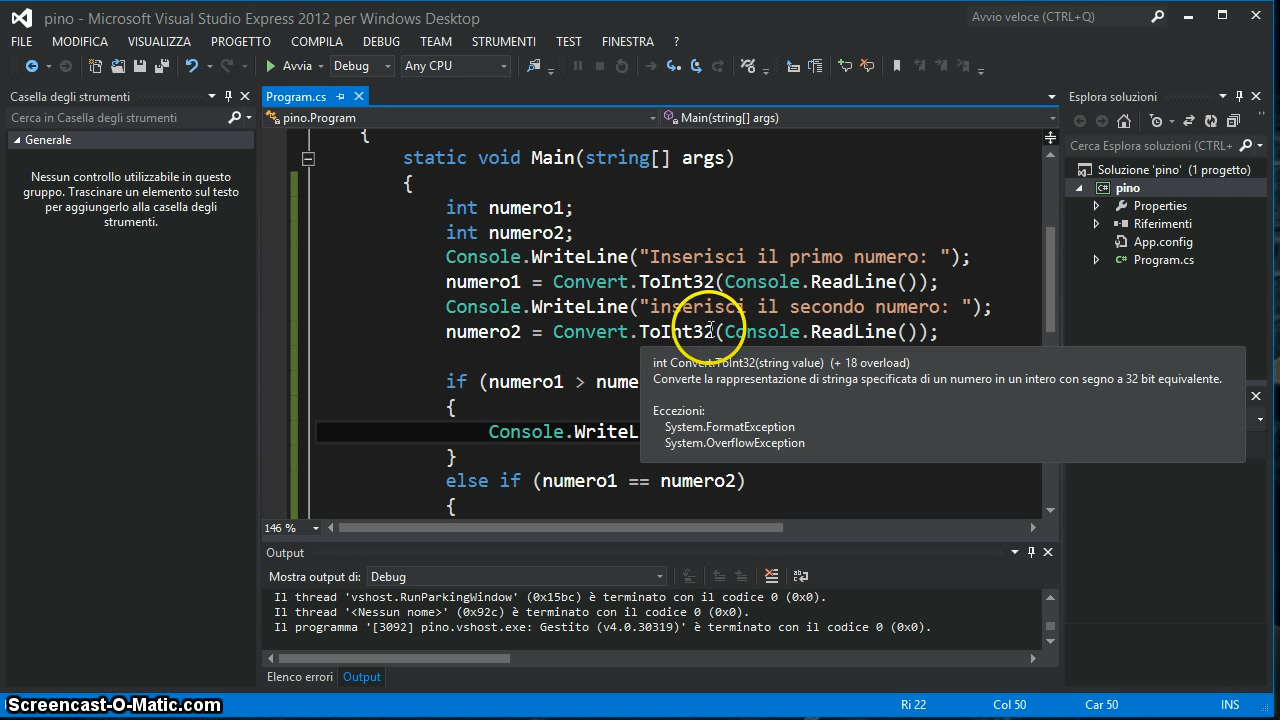 pino - Microsoft Visual Studio Express 2012 per Windows Desktop
Avvio veloce (CTRL+Q)
FILE MODIFICA VISUALIZZA PROGETTO COMPILA DEBUG TEAM STRUMENTI TEST FINESTRA ?
Avvia Debug Any CPU
Casella degli strumenti
Cerca in Casella degli strumenti
Generale
Nessun controllo utilizzabile in questo
gruppo. Trascinare un elemento sul testo
per aggiungerlo alla casella degli
strumenti.
Program.cs
pino.Program
Main(string[] args)
{
static void Main(string[] args)
{
int numero1;
int numero2;
Console.WriteLine("Inserisci il primo numero: ");
numero1 = Convert.ToInt32(Console.ReadLine());
Console.WriteLine("inserisci il secondo numero: ");
numero2 = Convert.ToInt32(Console.ReadLine());
int Convert.ToInt32(string value) (+ 18 overload)
Converte la rappresentazione di stringa specificata di un numero in un intero con segno a 32 bit equivalente.
Eccezioni:
System.FormatException
System.OverflowException
if (numero1 > nume
{
Console.WriteL
}
else if (numero1 == numero2)
{
146 %
Esplora soluzioni
Cerca Esplora soluzioni (CTRL+
Soluzione 'pino' (1 progetto)
pino
Properties
Riferimenti
App.config
Program.cs
Output
Mostra output di: Debug
Il thread 'vshost.RunParkingWindow' (0x15bc) è terminato con il codice 0 (0x0).
Il thread '<Nessun nome>' (0x92c) è terminato con il codice 0 (0x0).
Il programma '[3092] pino.vshost.exe: Gestito (v4.0.30319)' è terminato con il codice 0 (0x0).
Elenco errori Output
Screencast-O-Matic.com
Ri 22 Col 50 Car 50 INS